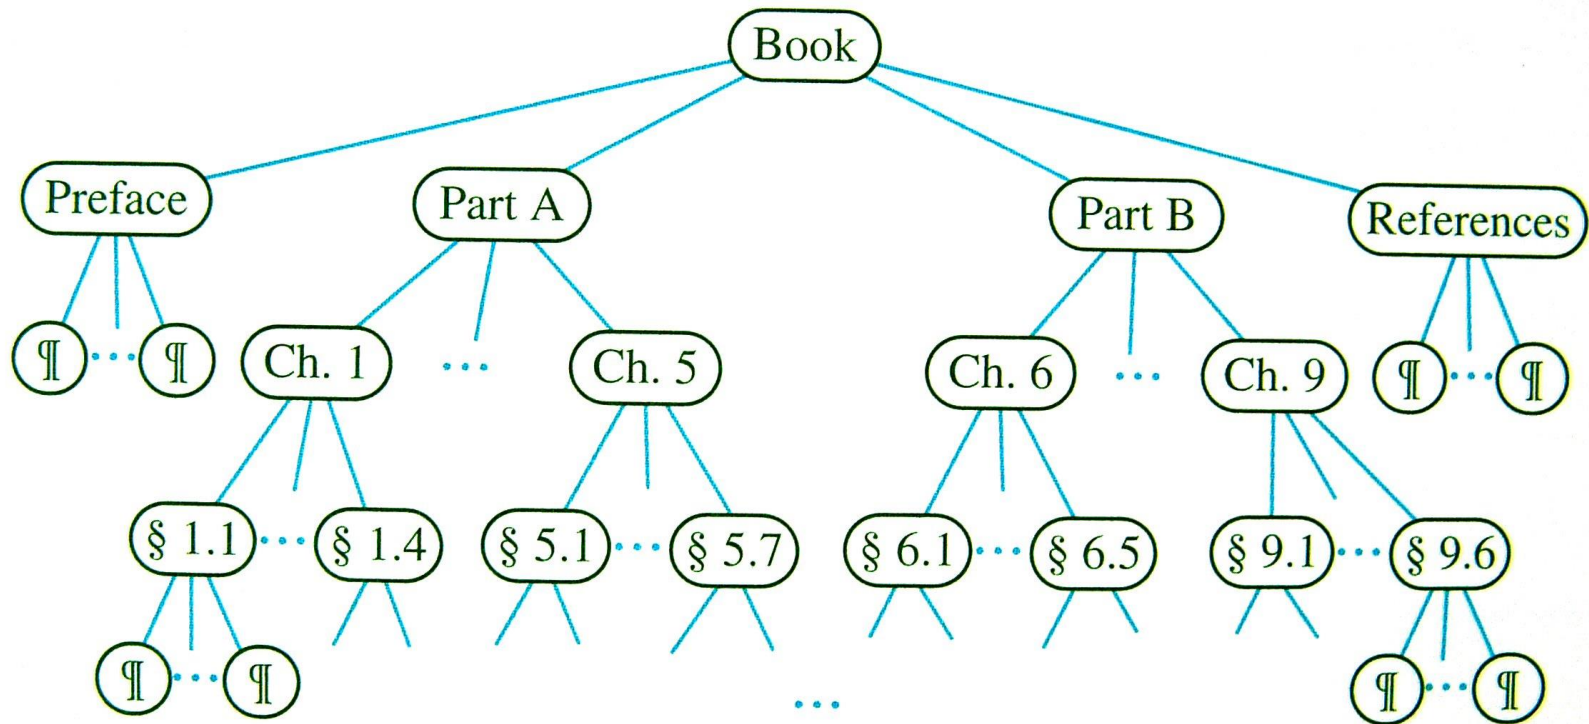 Book
Preface Part A Part B References
¶ ... ¶ Ch. 1 ... Ch. 5 Ch. 6 ... Ch. 9 ¶ ... ¶
§ 1.1 ... § 1.4 § 5.1 ... § 5.7 § 6.1 ... § 6.5 § 9.1 ... § 9.6
¶ ... ¶ ... ¶ ... ¶